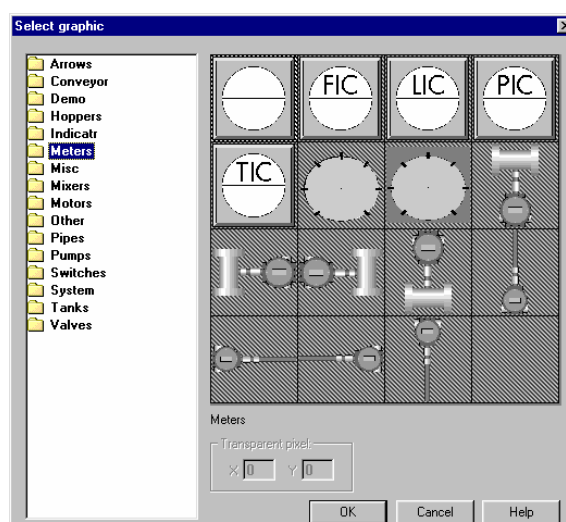 Select graphic
Arrows
Conveyor
Demo
Hoppers
Indicatr
Meters
Misc
Mixers
Motors
Other
Pipes
Pumps
Switches
System
Tanks
Valves
FIC LIC PIC
TIC
Meters
Transparent pixel:
X 0 Y 0
OK Cancel Help